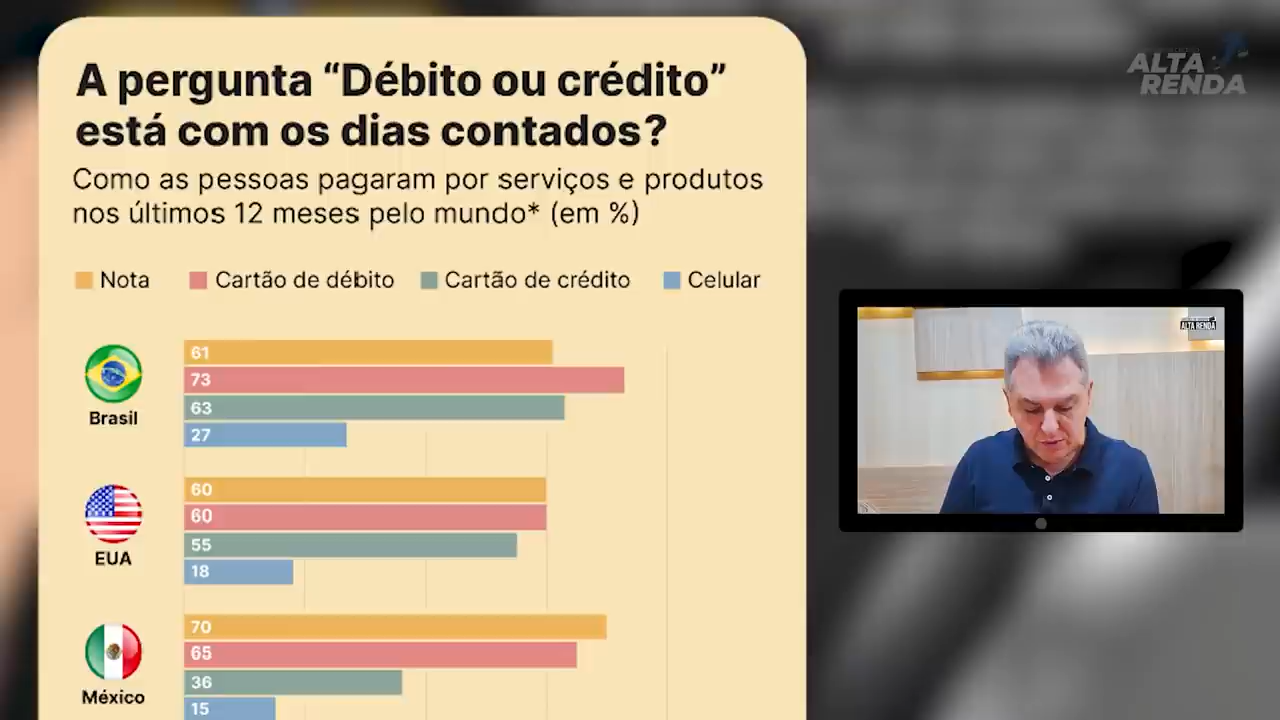 A pergunta “Débito ou crédito”
está com os dias contados?
Como as pessoas pagaram por serviços e produtos
nos últimos 12 meses pelo mundo* (em %)
Nota Cartão de débito Cartão de crédito Celular
61
73
63
27
Brasil
60
60
55
18
EUA
70
65
36
15
México
ALTA
RENDA
ALTA RENDA